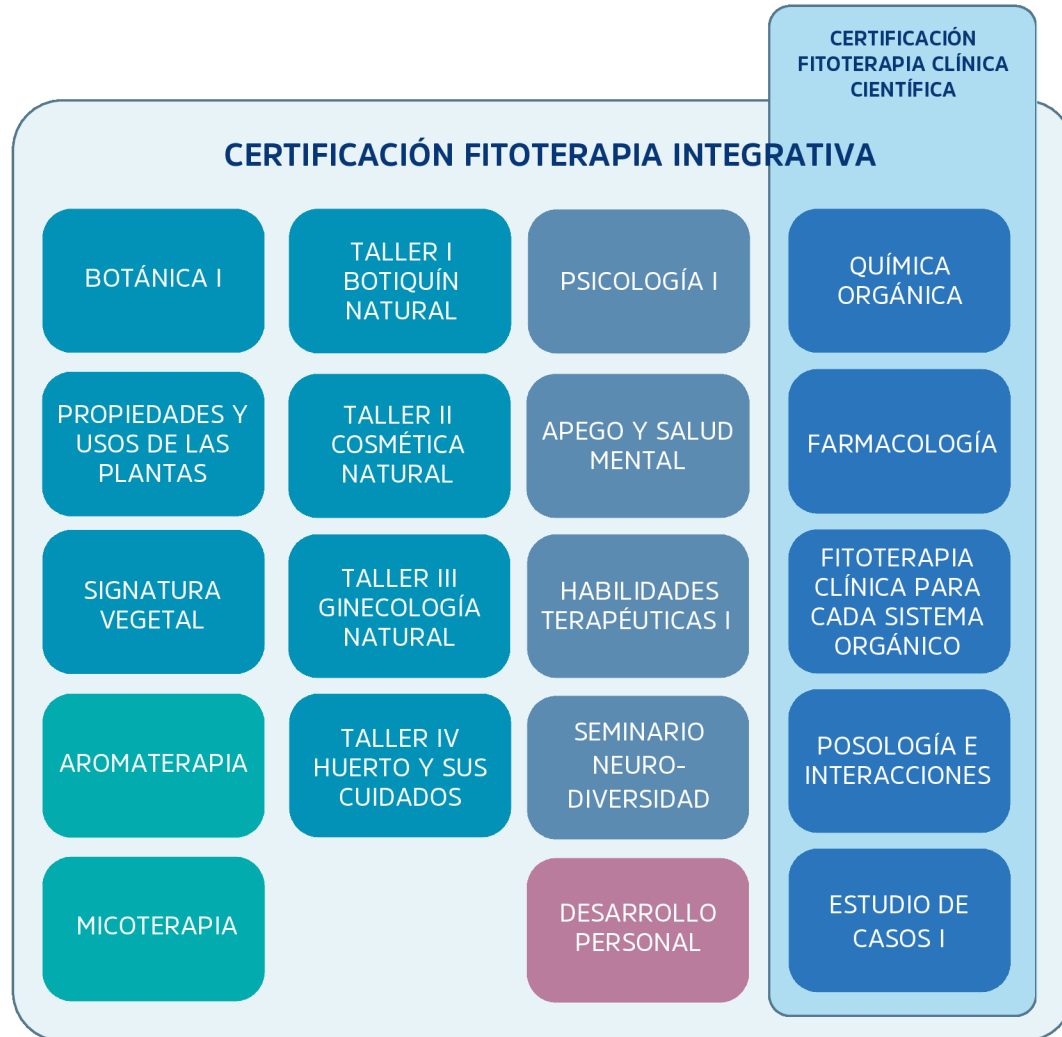 CERTIFICACIÓN
FITOTERAPIA CLÍNICA
CIENTÍFICA
CERTIFICACIÓN FITOTERAPIA INTEGRATIVA
BOTÁNICA I
PROPIEDADES Y
USOS DE LAS
PLANTAS
SIGNATURA
VEGETAL
AROMATERAPIA
MICOTERAPIA
TALLER I
BOTIQUÍN
NATURAL
TALLER II
COSMÉTICA
NATURAL
TALLER III
GINECOLOGÍA
NATURAL
TALLER IV
HUERTO Y SUS
CUIDADOS
PSICOLOGÍA I
APEGO Y SALUD
MENTAL
HABILIDADES
TERAPÉUTICAS I
SEMINARIO
NEURO-
DIVERSIDAD
DESARROLLO
PERSONAL
QUÍMICA
ORGÁNICA
FARMACOLOGÍA
FITOTERAPIA
CLÍNICA PARA
CADA SISTEMA
ORGÁNICO
POSOLOGÍA E
INTERACCIONES
ESTUDIO DE
CASOS I